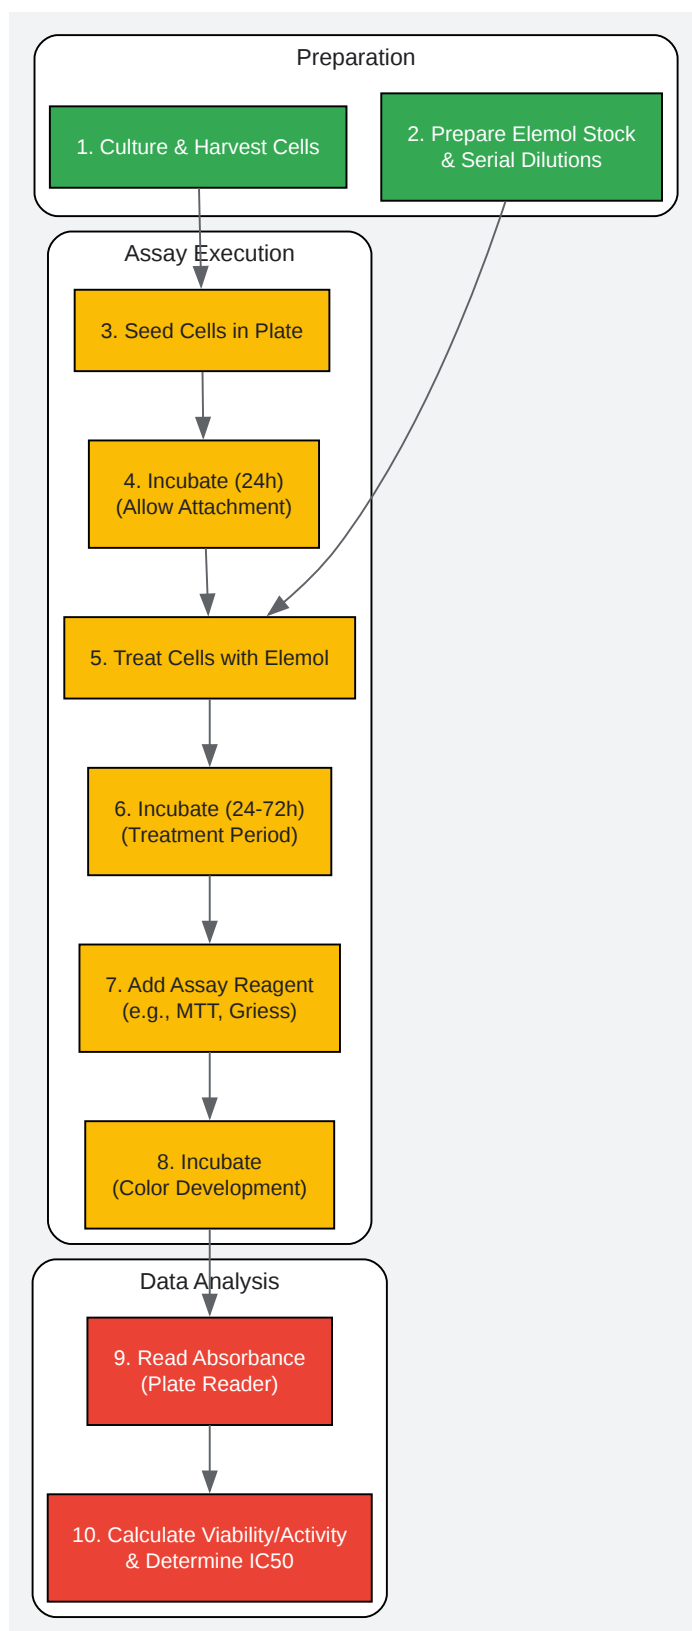 Preparation
1. Culture & Harvest Cells
2. Prepare Elemol Stock
& Serial Dilutions
Assay Execution
3. Seed Cells in Plate
4. Incubate (24h)
(Allow Attachment)
5. Treat Cells with Elemol
6. Incubate (24-72h)
(Treatment Period)
7. Add Assay Reagent
(e.g., MTT, Griess)
8. Incubate
(Color Development)
Data Analysis
9. Read Absorbance
(Plate Reader)
10. Calculate Viability/Activity
& Determine IC50